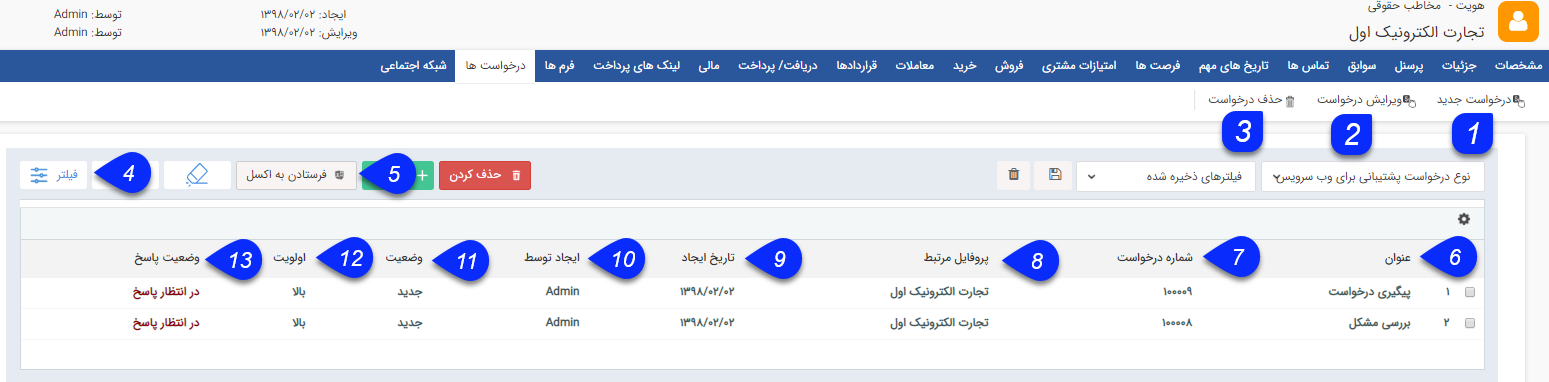 هویت - مخاطب حقوقی
تجارت الکترونیک اول
ایجاد: ۱۳۹۸/۰۲/۰۲ توسط: Admin
ویرایش: ۱۳۹۸/۰۲/۰۲ توسط: Admin
مشخصات جزئیات پرسنل سوابق تماس ها تاریخ های مهم فرصت ها امتیازات مشتری فروش خرید معاملات قراردادها دریافت/ پرداخت مالی لینک های پرداخت فرم ها درخواست ها شبکه اجتماعی
درخواست جدید ویرایش درخواست حذف درخواست
1 2 3
نوع درخواست پشتیبانی برای وب سرویس فیلترهای ذخیره شده حذف کردن + 5 فرستادن به اکسل 4 فیلتر
6 عنوان 7 شماره درخواست 8 پروفایل مرتبط 9 تاریخ ایجاد 10 ایجاد توسط 11 وضعیت 12 اولویت 13 وضعیت پاسخ
۱ پیگیری درخواست ۱۰۰۰۰۹ تجارت الکترونیک اول ۱۳۹۸/۰۲/۰۲ Admin جدید بالا در انتظار پاسخ
۲ بررسی مشکل ۱۰۰۰۰۸ تجارت الکترونیک اول ۱۳۹۸/۰۲/۰۲ Admin جدید بالا در انتظار پاسخ